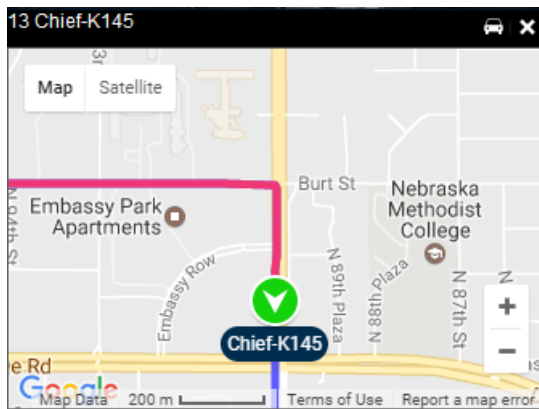 13 Chief-K145
Map
Satellite
Burt St
Embassy Park
Apartments
Nebraska
Methodist
College
Embassy Row
N 89th Plaza
N 88th Plaza
N 87th St
N
+
−
Chief-K145
e Rd
Google
Map Data
200 m
Terms of Use
Report a map error